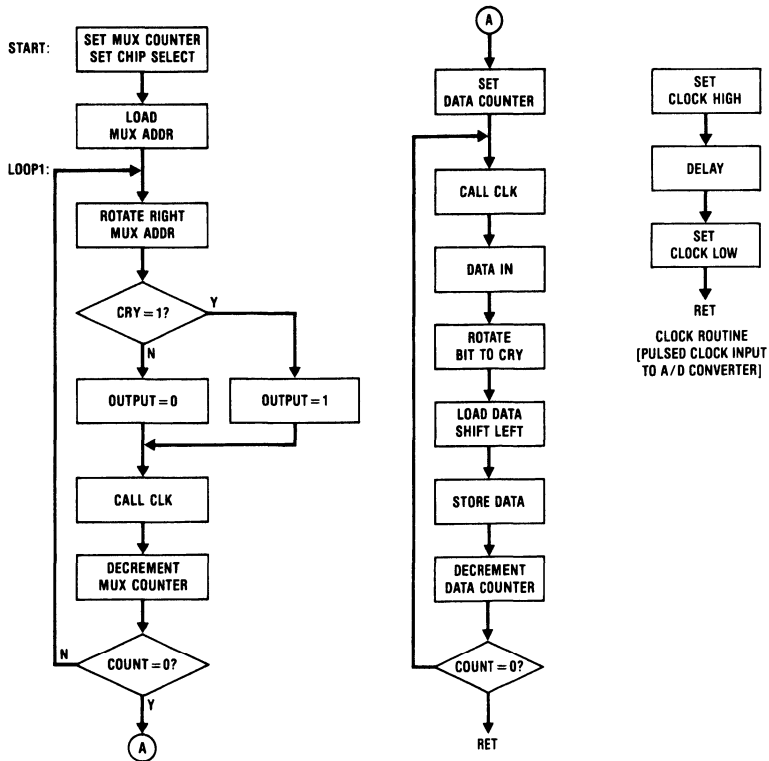 START:
SET MUX COUNTER
SET CHIP SELECT
LOAD
MUX ADDR
LOOP1:
ROTATE RIGHT
MUX ADDR
CRY = 1?
Y
N
OUTPUT = 0
OUTPUT = 1
CALL CLK
DECREMENT
MUX COUNTER
N
COUNT = 0?
Y
A
A
SET
DATA COUNTER
CALL CLK
DATA IN
ROTATE
BIT TO CRY
LOAD DATA
SHIFT LEFT
STORE DATA
DECREMENT
DATA COUNTER
COUNT = 0?
RET
SET
CLOCK HIGH
DELAY
SET
CLOCK LOW
RET
CLOCK ROUTINE
[PULSED CLOCK INPUT
TO A/D CONVERTER]